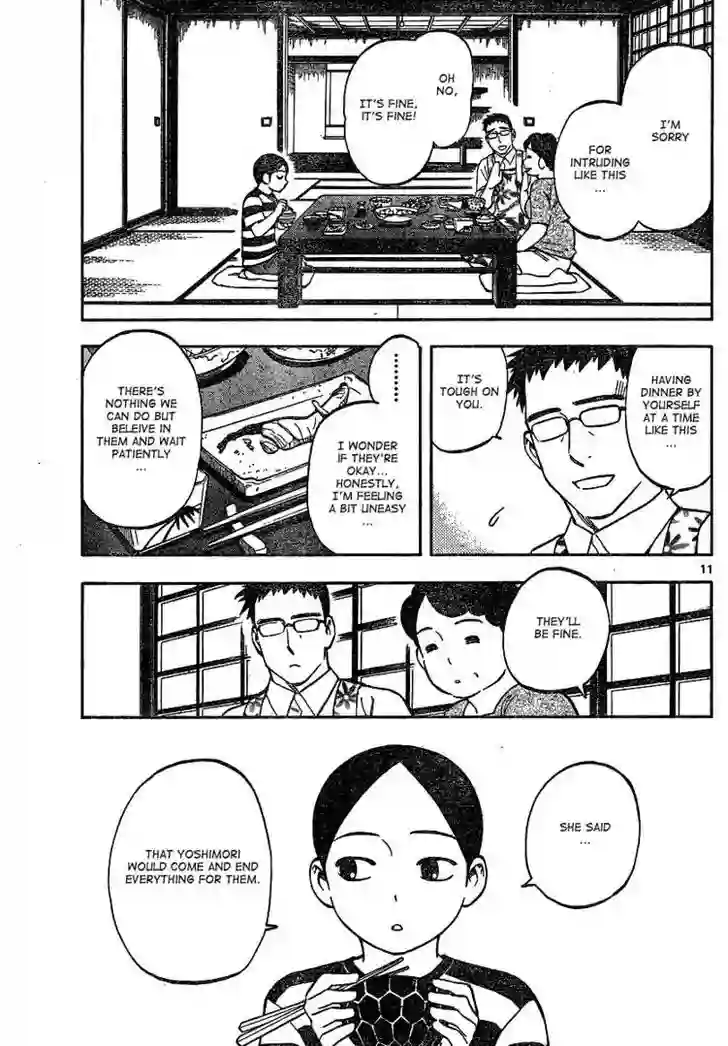 I'M
SORRY
FOR
INTRUDING
LIKE THIS
...
OH
NO,
IT'S FINE,
IT'S FINE!
HAVING
DINNER BY
YOURSELF
AT A TIME
LIKE THIS
...
IT'S
TOUGH ON
YOU.
.........
I WONDER
IF THEY'RE
OKAY...
HONESTLY,
I'M FEELING
A BIT UNEASY
...
THERE'S
NOTHING WE
CAN DO BUT
BELEIVE IN
THEM AND WAIT
PATIENTLY
...
11
THEY'LL
BE FINE.
SHE SAID
...
THAT YOSHIMORI
WOULD COME AND END
EVERYTHING FOR THEM.